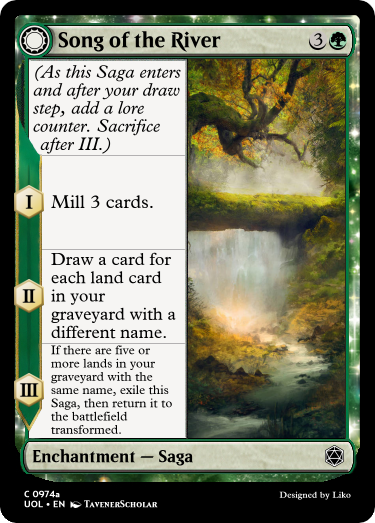 Song of the River
3
(As this Saga enters
and after your draw
step, add a lore
counter. Sacrifice
after III.)
I
Mill 3 cards.
II
Draw a card for
each land card
in your
graveyard with a
different name.
III
If there are five or
more lands in your
graveyard with the
same name, exile this
Saga, then return it to
the battlefield
transformed.
Enchantment — Saga
C 0974a
UOL • EN TavenerScholar
Designed by Liko